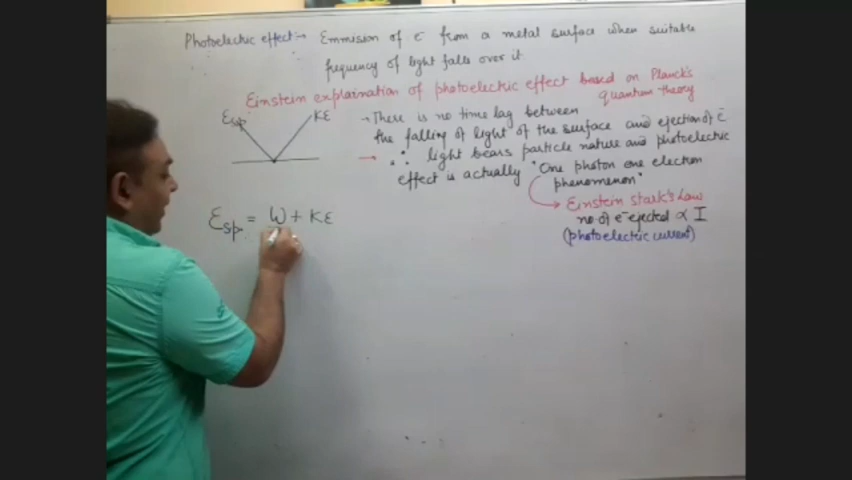 Photoelectric effect:- Emmision of e⁻ from a metal surface when suitable
frequency of light falls over it
Einstein explaination of photoelectric effect based on Planck's
quantum theory
Esp KE
→ There is no time lag between
the falling of light of the surface and ejection of e⁻
→ ∴ light bears particle nature and photoelectric
effect is actually "One photon one election
phenomenon"
→ Einstein Stark's Law
no of e⁻ ejected ∝ I
(photoelectric current)
Esp = W + KE